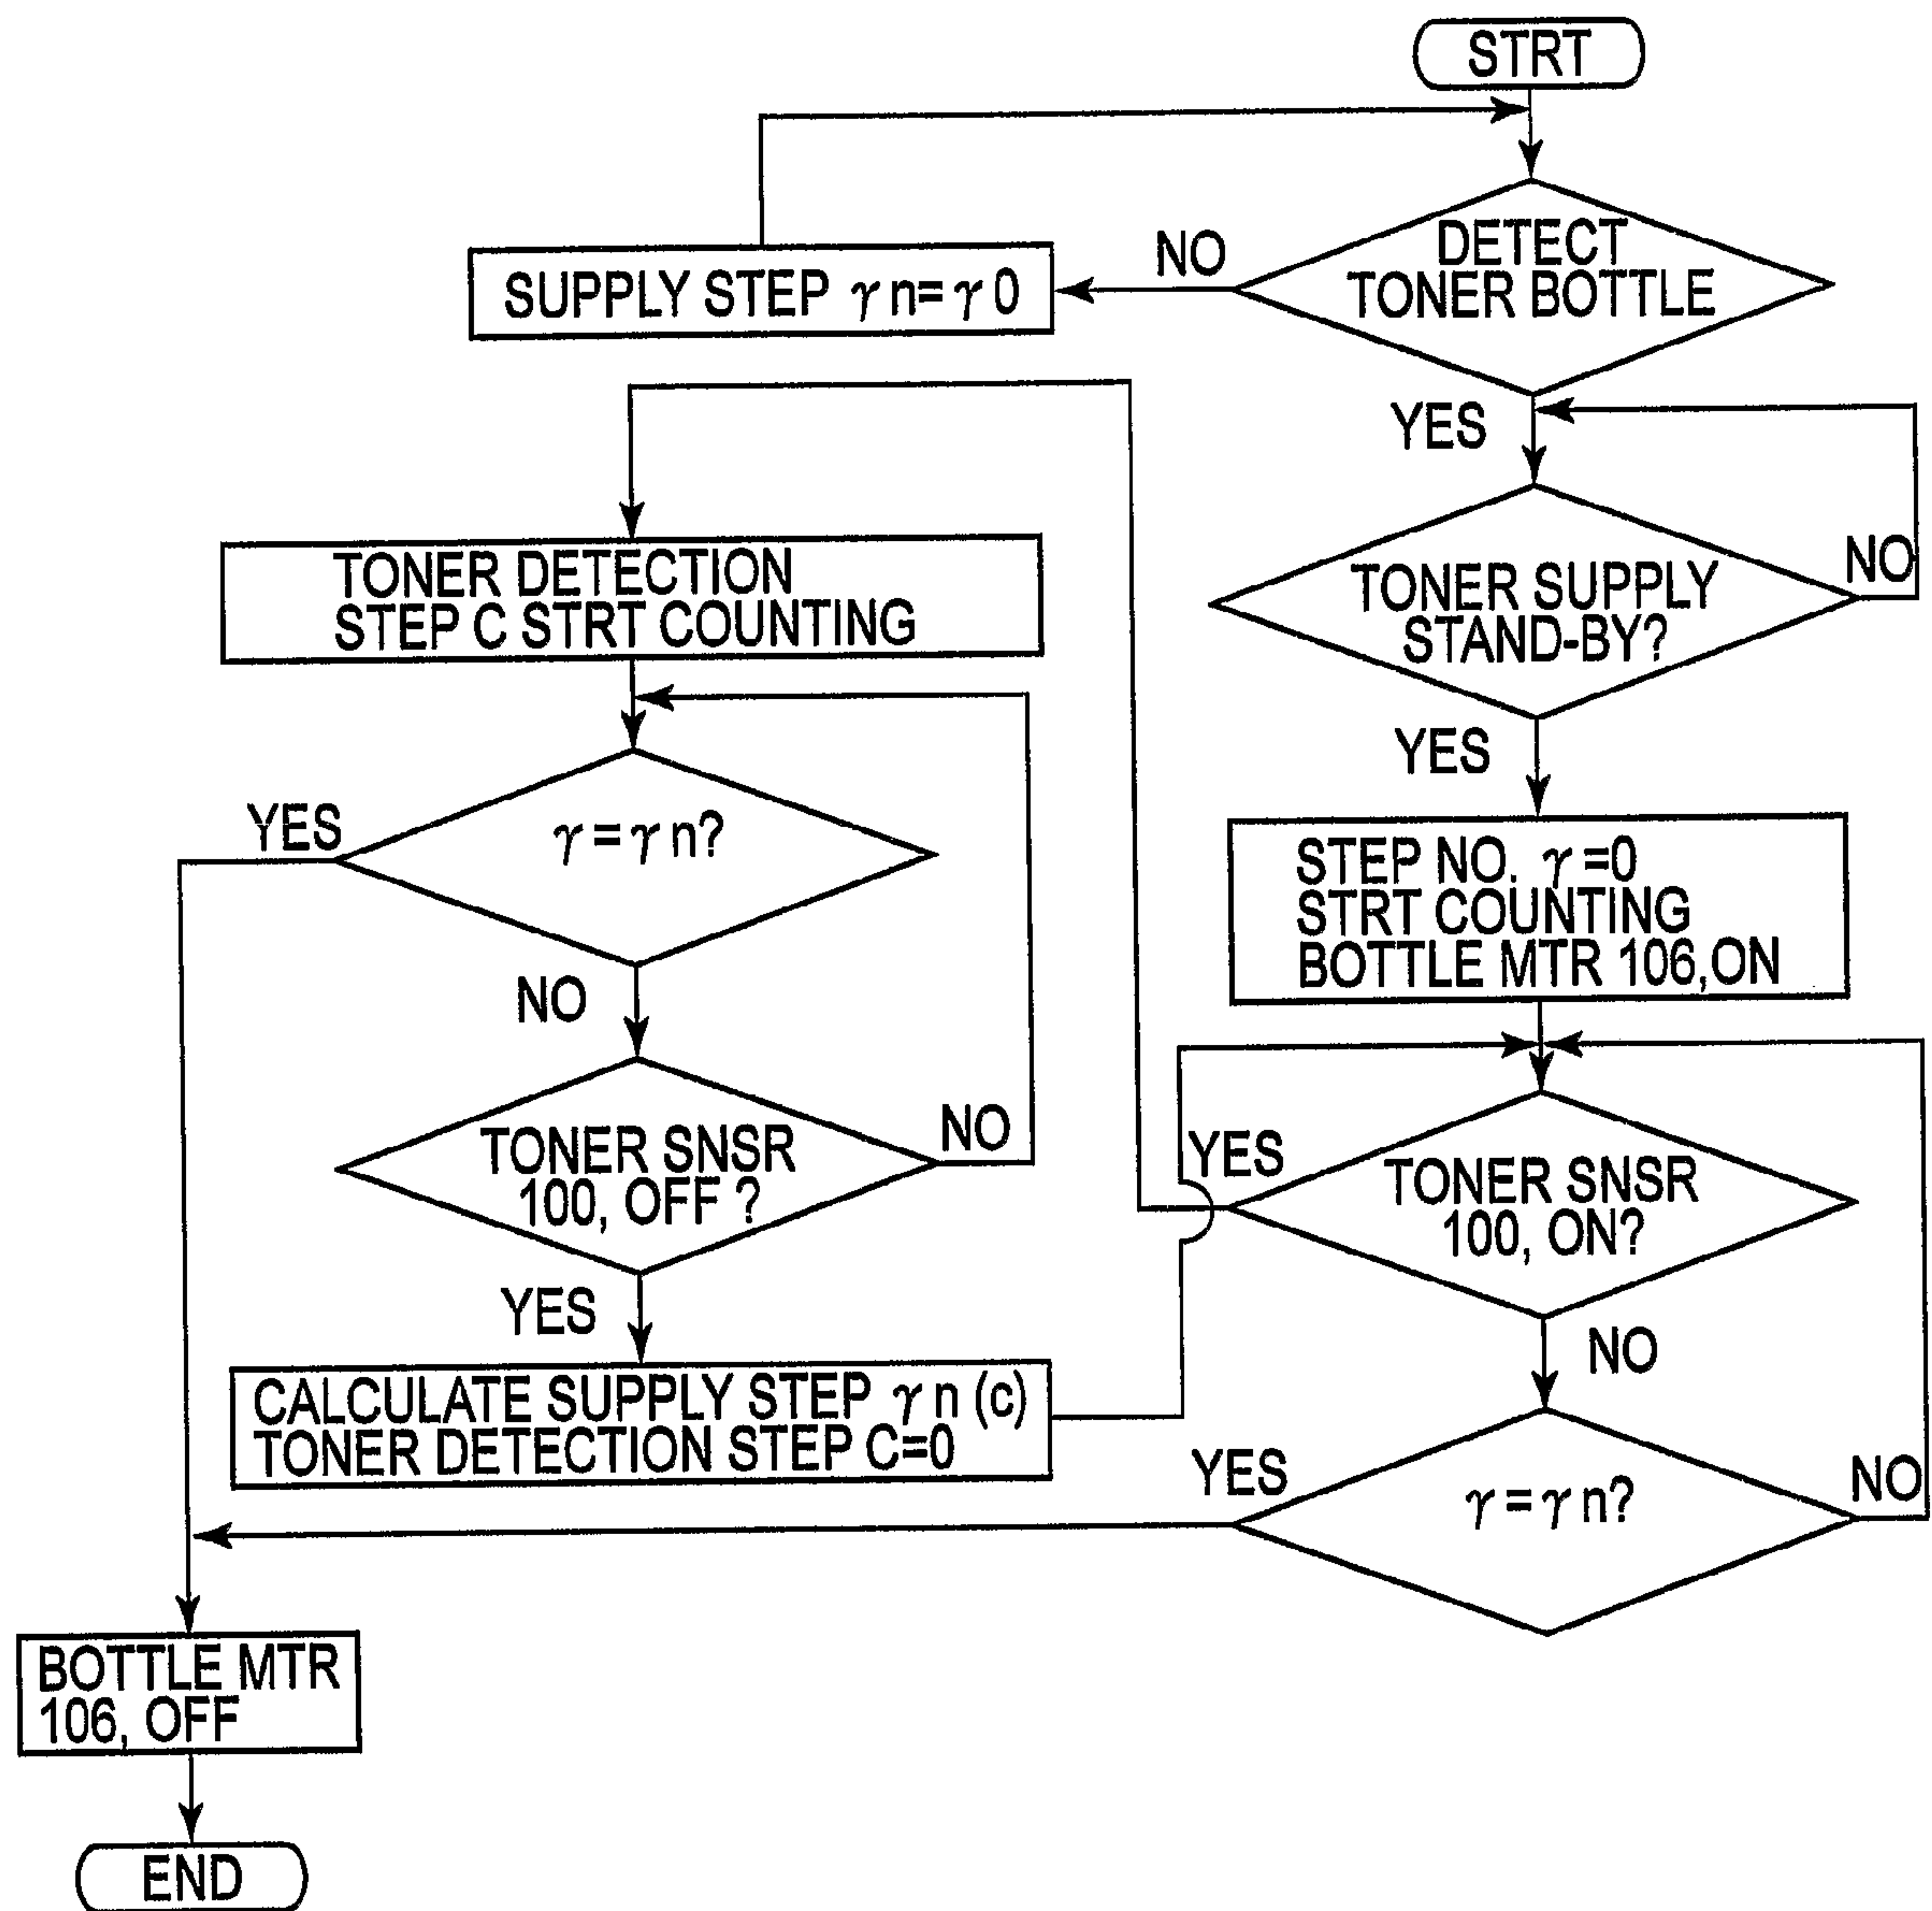 STRT
DETECT
TONER BOTTLE
NO
SUPPLY STEP γn=γ0
YES
TONER SUPPLY
STAND-BY?
NO
YES
STEP NO. γ=0
STRT COUNTING
BOTTLE MTR 106,ON
TONER SNSR
100, ON?
YES
NO
γ=γn?
YES
NO
TONER DETECTION
STEP C STRT COUNTING
γ=γn?
YES
NO
TONER SNSR
100, OFF ?
NO
YES
CALCULATE SUPPLY STEP γn (c)
TONER DETECTION STEP C=0
BOTTLE MTR
106, OFF
END